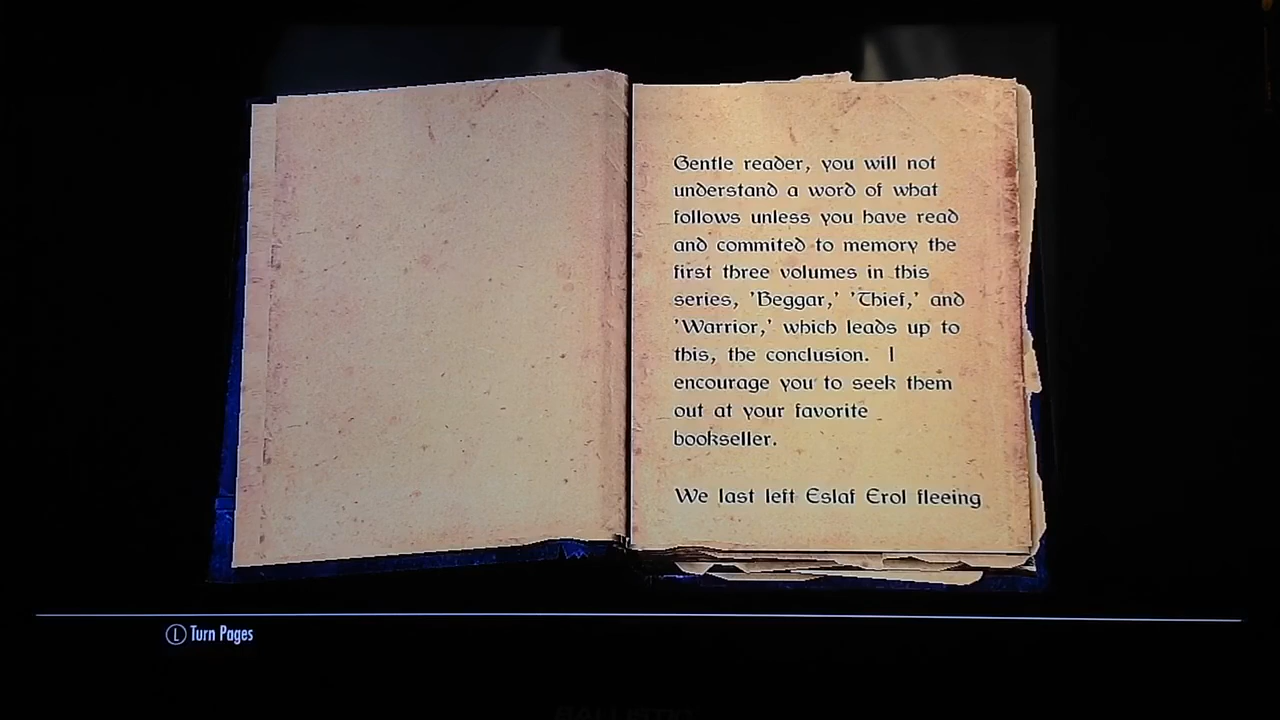 Gentle reader, you will not
understand a word of what
follows unless you have read
and commited to memory the
first three volumes in this
series, 'Beggar,' 'Thief,' and
'Warrior,' which leads up to
this, the conclusion.  I
encourage you to seek them
out at your favorite
bookseller.

We last left Eslaf Erol fleeing
L Turn Pages